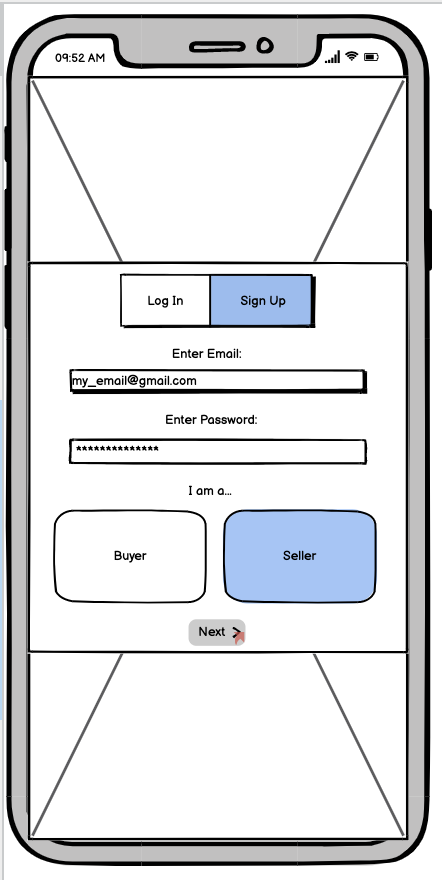 09:52 AM
Log In
Sign Up
Enter Email:
my_email@gmail.com
Enter Password:
**************
I am a...
Buyer
Seller
Next >